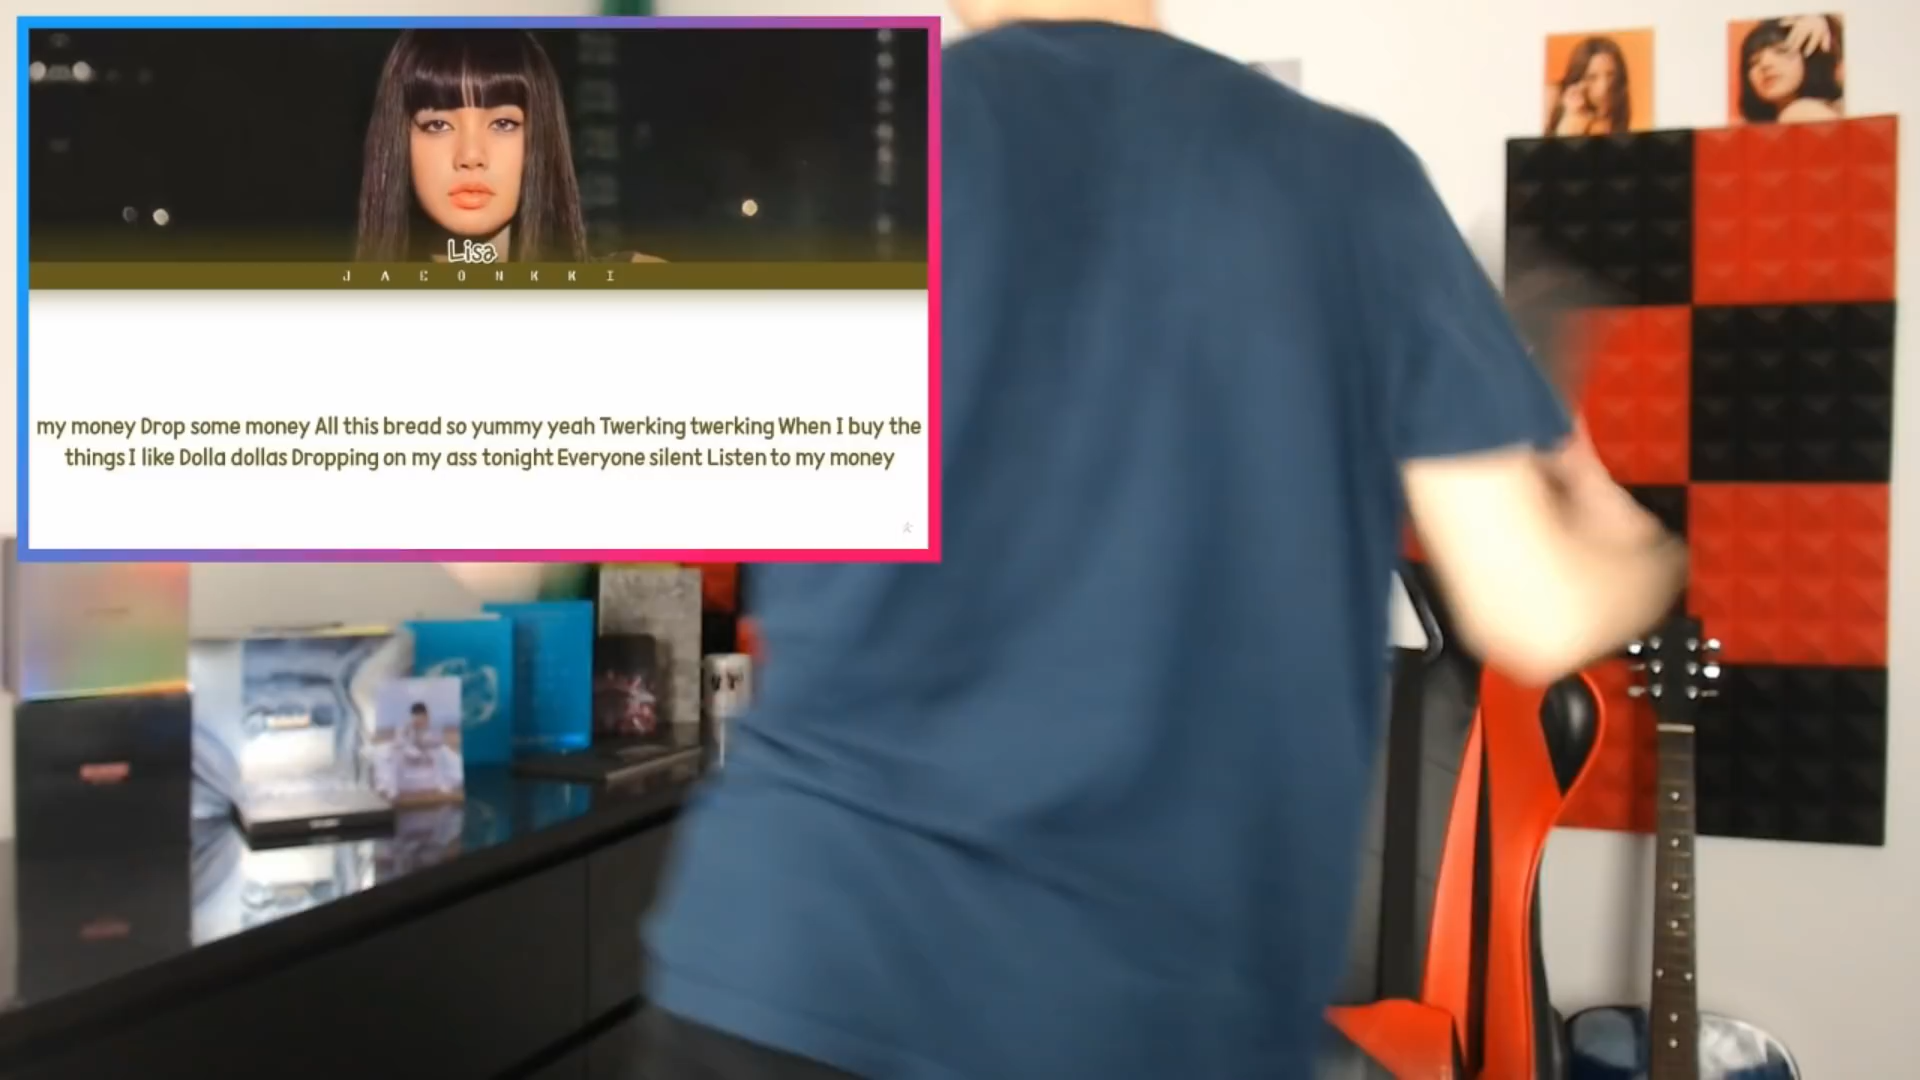 Lisa
JAEONKKI
my money Drop some money All this bread so yummy yeah Twerking twerking When I buy the
things I like Dolla dollas Dropping on my ass tonight Everyone silent Listen to my money